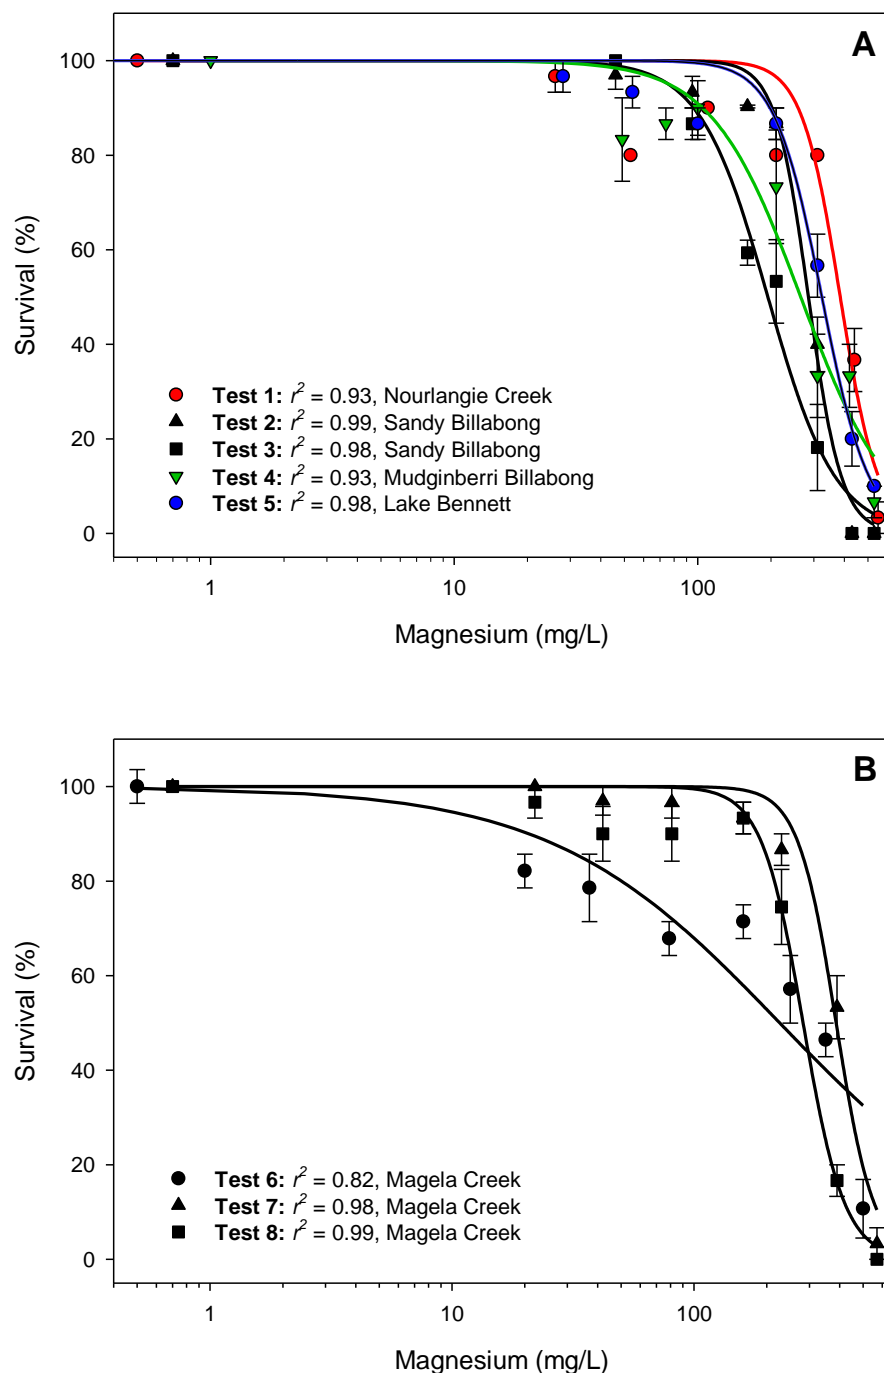 A
100
80
60
40
20
0
Survival (%)
Test 1: r² = 0.93, Nourlangie Creek
Test 2: r² = 0.99, Sandy Billabong
Test 3: r² = 0.98, Sandy Billabong
Test 4: r² = 0.93, Mudginberri Billabong
Test 5: r² = 0.98, Lake Bennett
1 10 100
Magnesium (mg/L)
B
100
80
60
40
20
0
Survival (%)
Test 6: r² = 0.82, Magela Creek
Test 7: r² = 0.98, Magela Creek
Test 8: r² = 0.99, Magela Creek
1 10 100
Magnesium (mg/L)